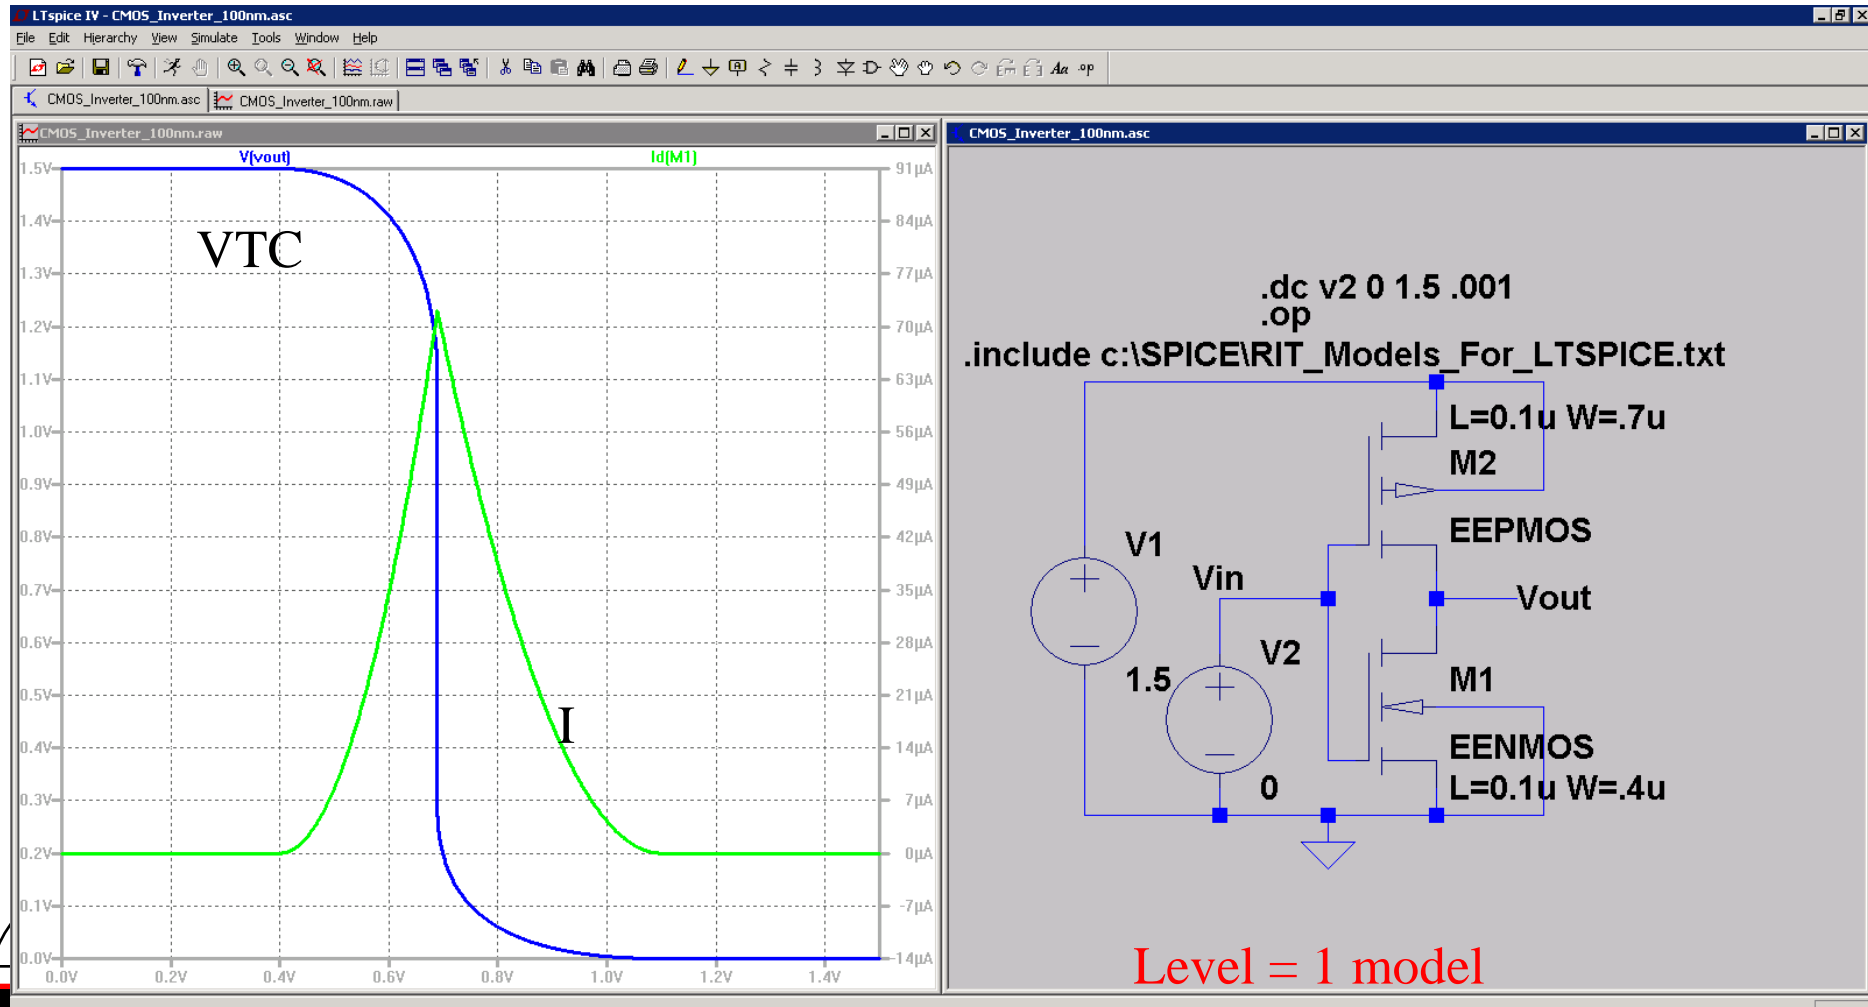 LTspice IV - CMOS_Inverter_100nm.asc
File Edit Hierarchy View Simulate Tools Window Help
Aa .op
CMOS_Inverter_100nm.asc CMOS_Inverter_100nm.raw
CMOS_Inverter_100nm.raw
CMOS_Inverter_100nm.asc
V(vout) Id(M1)
1.5V 91µA
1.4V 84µA
VTC
1.3V 77µA
1.2V 70µA
1.1V 63µA
1.0V 56µA
0.9V 49µA
0.8V 42µA
0.7V 35µA
0.6V 28µA
0.5V 21µA
I
0.4V 14µA
0.3V 7µA
0.2V 0µA
0.1V -7µA
0.0V -14µA
0.0V 0.2V 0.4V 0.6V 0.8V 1.0V 1.2V 1.4V
.dc v2 0 1.5 .001
.op
.include c:\SPICE\RIT_Models_For_LTSPICE.txt
L=0.1u W=.7u
M2
EEPMOS
V1
Vin
Vout
V2
1.5
M1
EENMOS
0
L=0.1u W=.4u
Level = 1 model